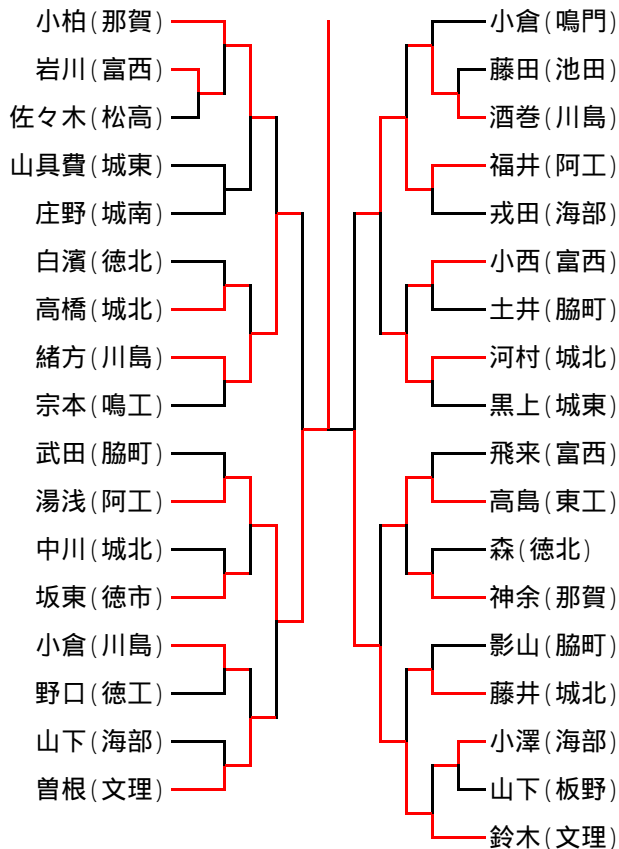 小柏(那賀)
岩川(富西)
佐々木(松高)
山具費(城東)
庄野(城南)
白濱(徳北)
高橋(城北)
緒方(川島)
宗本(鳴工)
武田(脇町)
湯浅(阿工)
中川(城北)
坂東(徳市)
小倉(川島)
野口(徳工)
山下(海部)
曽根(文理)
小倉(鳴門)
藤田(池田)
酒巻(川島)
福井(阿工)
戎田(海部)
小西(富西)
土井(脇町)
河村(城北)
黒上(城東)
飛来(富西)
高島(東工)
森(徳北)
神余(那賀)
影山(脇町)
藤井(城北)
小澤(海部)
山下(板野)
鈴木(文理)